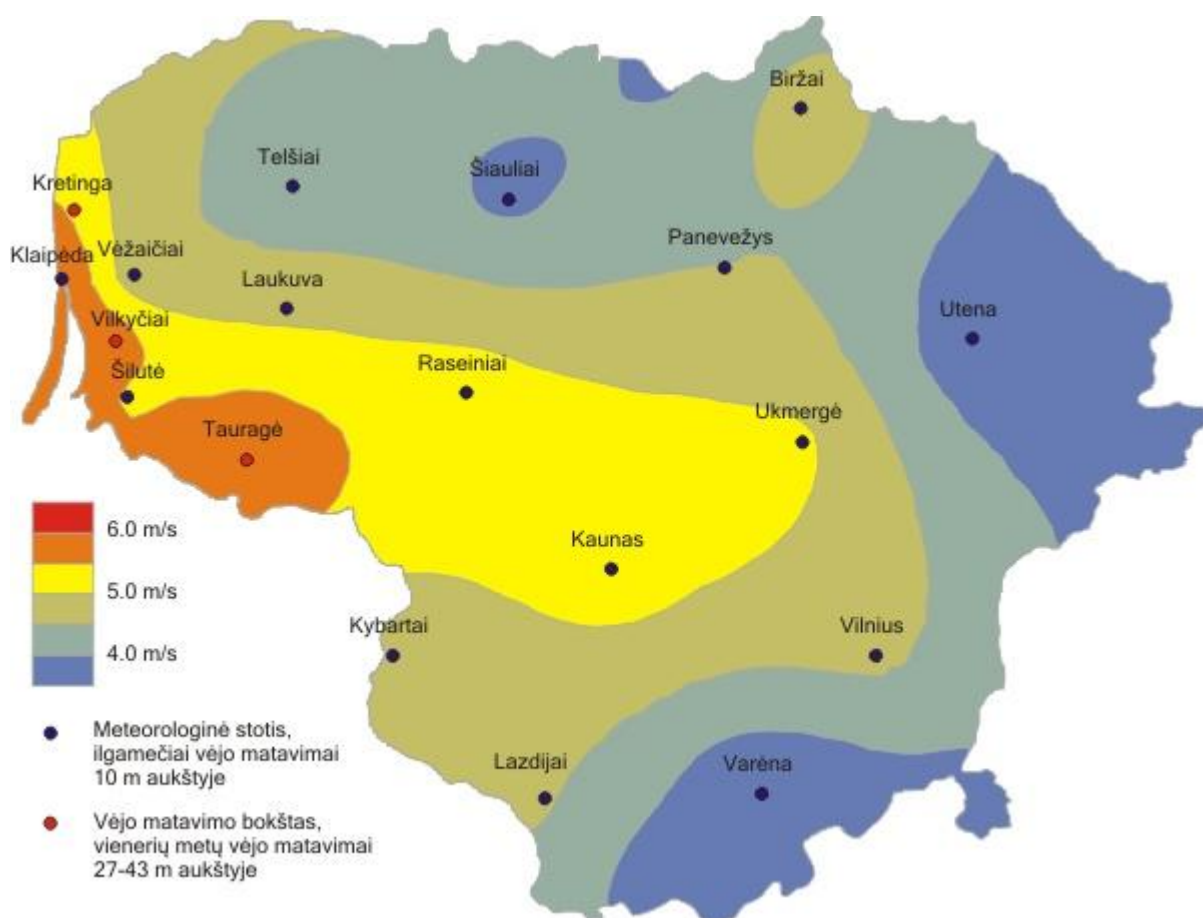 Biržai
Telšiai
Šiauliai
Kretinga
Panevežys
Klaipėda
Vėžaičiai
Laukuva
Vilkyčiai
Utena
Šilutė
Raseiniai
Ukmergė
Tauragė
6.0 m/s
Kaunas
5.0 m/s
Kybartai
Vilnius
4.0 m/s
Meteorologinė stotis,
ilgamečiai vėjo matavimai
10 m aukštyje
Lazdijai
Varėna
Vėjo matavimo bokštas,
vienerių metų vėjo matavimai
27-43 m aukštyje